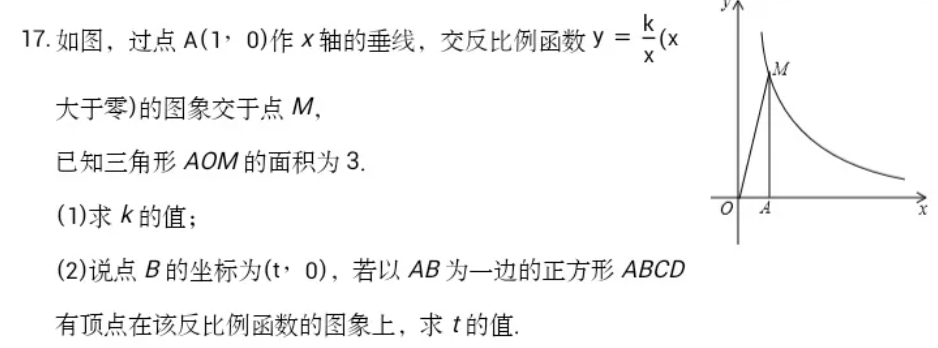 17. 如图，过点 A(1，0)作 x 轴的垂线，交反比例函数 y = k/x (x
大于零)的图象交于点 M，
已知三角形 AOM 的面积为 3.
(1)求 k 的值；
(2)说点 B 的坐标为(t，0)，若以 AB 为一边的正方形 ABCD
有顶点在该反比例函数的图象上，求 t 的值.
y
M
O
A
x